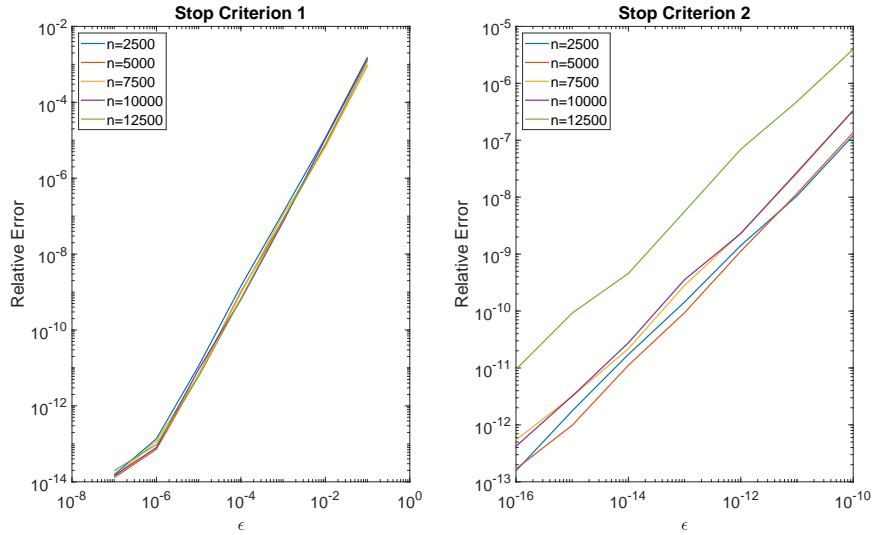 Stop Criterion 1
Relative Error
10^-2
10^-4
10^-6
10^-8
10^-10
10^-12
10^-14
n=2500
n=5000
n=7500
n=10000
n=12500
10^-8
10^-6
10^-4
10^-2
10^0
ϵ
Stop Criterion 2
Relative Error
10^-5
10^-6
10^-7
10^-8
10^-9
10^-10
10^-11
10^-12
10^-13
n=2500
n=5000
n=7500
n=10000
n=12500
10^-16
10^-14
10^-12
10^-10
ϵ